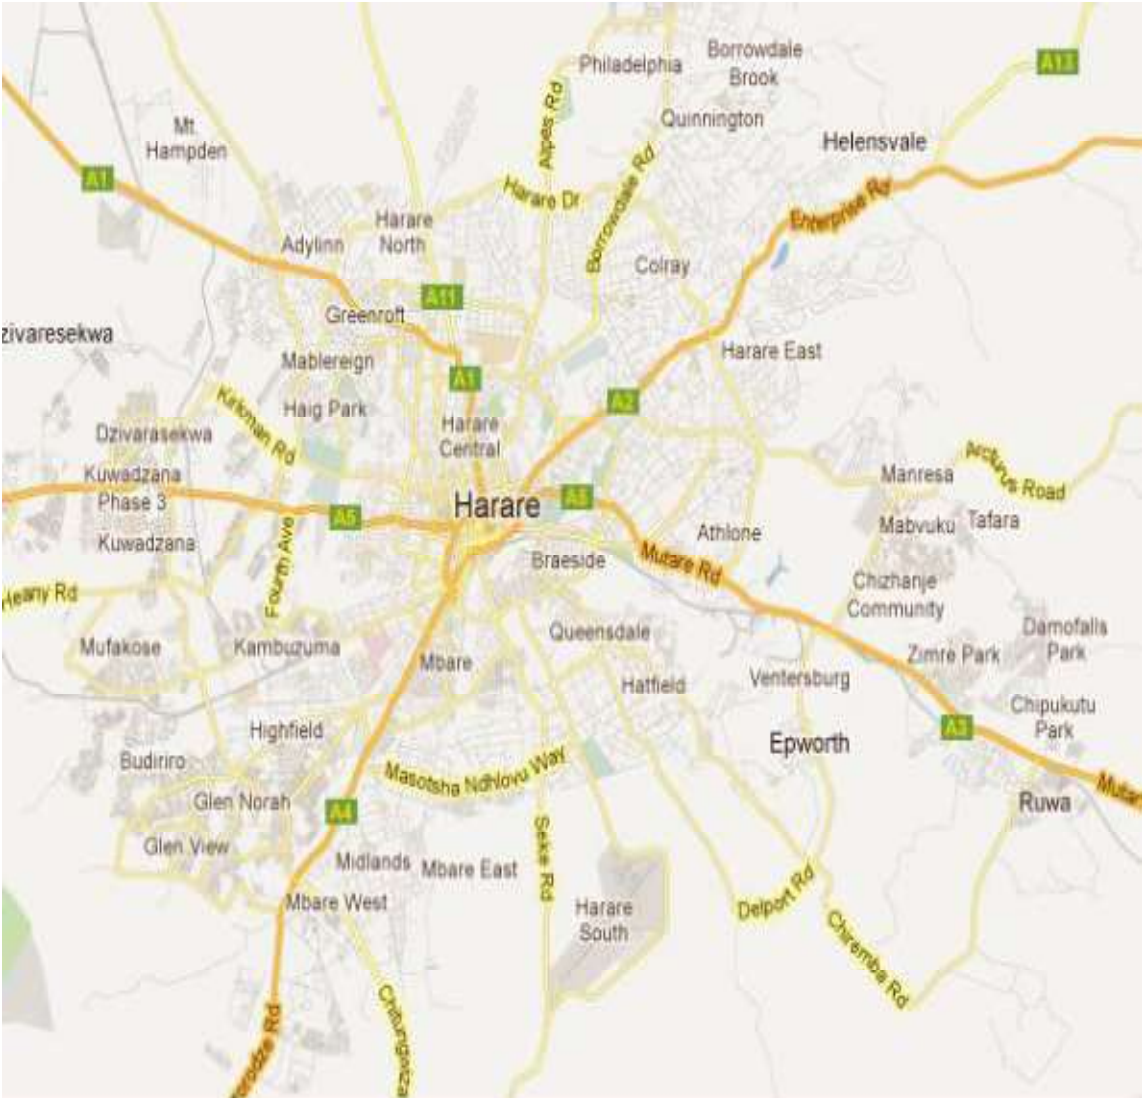 Philadelphia
Borrowdale
Brook
A13
Alpes Rd
Quinnington
Mt.
Hampden
Helensvale
Borrowdale Rd
A1
Harare Dr
Enterprise Rd
Harare
North
Adylinn
Colray
A11
Greenroft
zivaresekwa
Mablereign
Harare East
A1
Kirkman Rd
Haig Park
A2
Harare
Central
Dzivarasekwa
Arcturus Road
Kuwadzana
Phase 3
Manresa
A5
Harare
A3
Tafara
Mabvuku
Athlone
Kuwadzana
Fourth Ave
Braeside
Mutare Rd
Heany Rd
Chizhanje
Community
Queensdale
Damofalls
Park
Mufakose
Kambuzuma
Mbare
Zimre Park
Hatfield
Ventersburg
Chipukutu
Park
Highfield
A3
Epworth
Budiriro
Masotsha Ndhlovu Way
Mutar
Glen Norah
A4
Ruwa
Glen View
Seke Rd
Midlands
Mbare East
Mbare West
Delport Rd
Harare
South
Chiremba Rd
Chitungwiza
orodze Rd